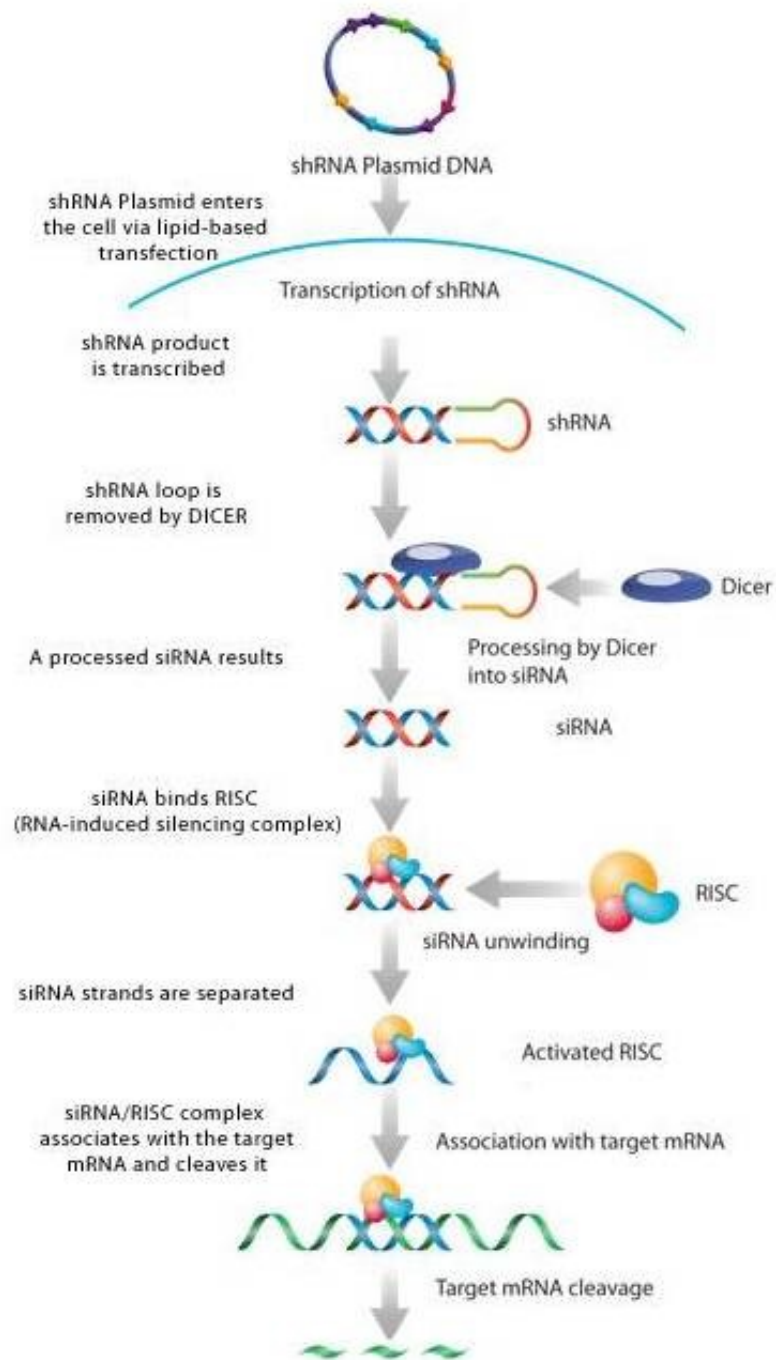 shRNA Plasmid DNA
shRNA Plasmid enters
the cell via lipid-based
transfection
Transcription of shRNA
shRNA product
is transcribed
shRNA
shRNA loop is
removed by DICER
Dicer
A processed siRNA results
Processing by Dicer
into siRNA
siRNA
siRNA binds RISC
(RNA-induced silencing complex)
RISC
siRNA unwinding
siRNA strands are separated
Activated RISC
siRNA/RISC complex
associates with the target
mRNA and cleaves it
Association with target mRNA
Target mRNA cleavage